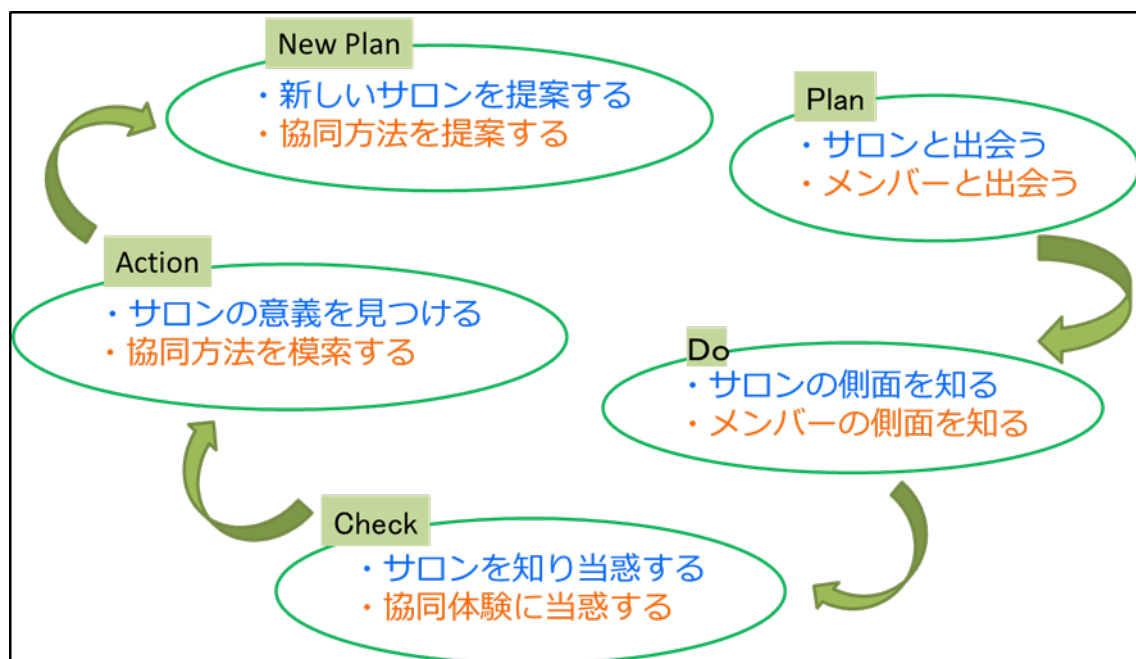 New Plan
・新しいサロンを提案する
・協同方法を提案する
Plan
・サロンと出会う
・メンバーと出会う
Action
・サロンの意義を見つける
・協同方法を模索する
Do
・サロンの側面を知る
・メンバーの側面を知る
Check
・サロンを知り当惑する
・協同体験に当惑する